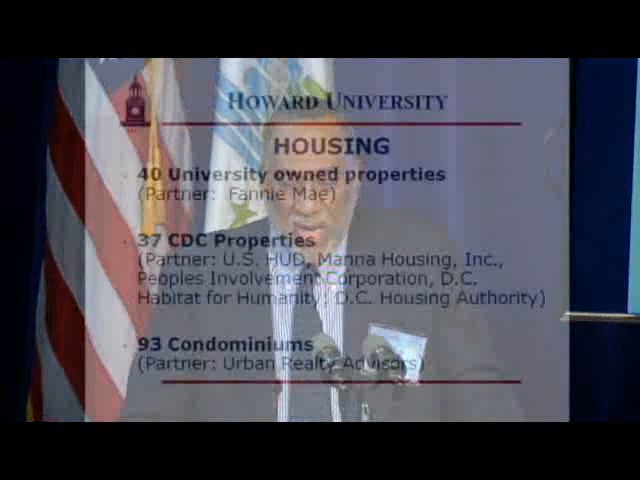 HOWARD UNIVERSITY
HOUSING
40 University owned properties
(Partner: Fannie Mae)
37 CDC Properties
(Partner: U.S. HUD, Manna Housing, Inc.,
Peoples Involvement Corporation, D.C.
Habitat for Humanity; D.C. Housing Authority)
93 Condominiums
(Partner: Urban Realty Advisors)